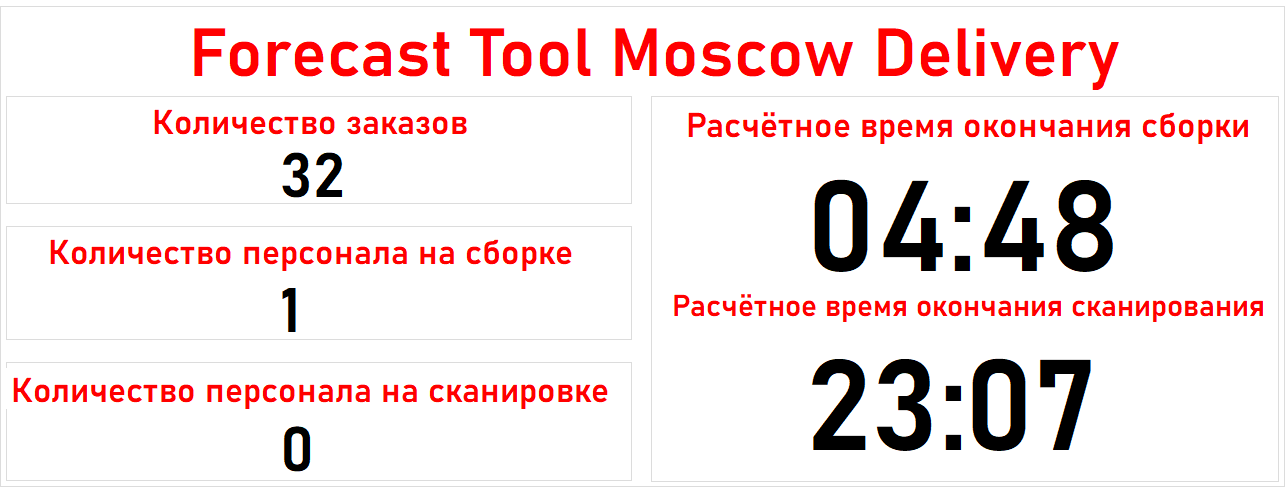 Forecast Tool Moscow Delivery
Количество заказов
32
Количество персонала на сборке
1
Количество персонала на сканировке
0
Расчётное время окончания сборки
04:48
Расчётное время окончания сканирования
23:07